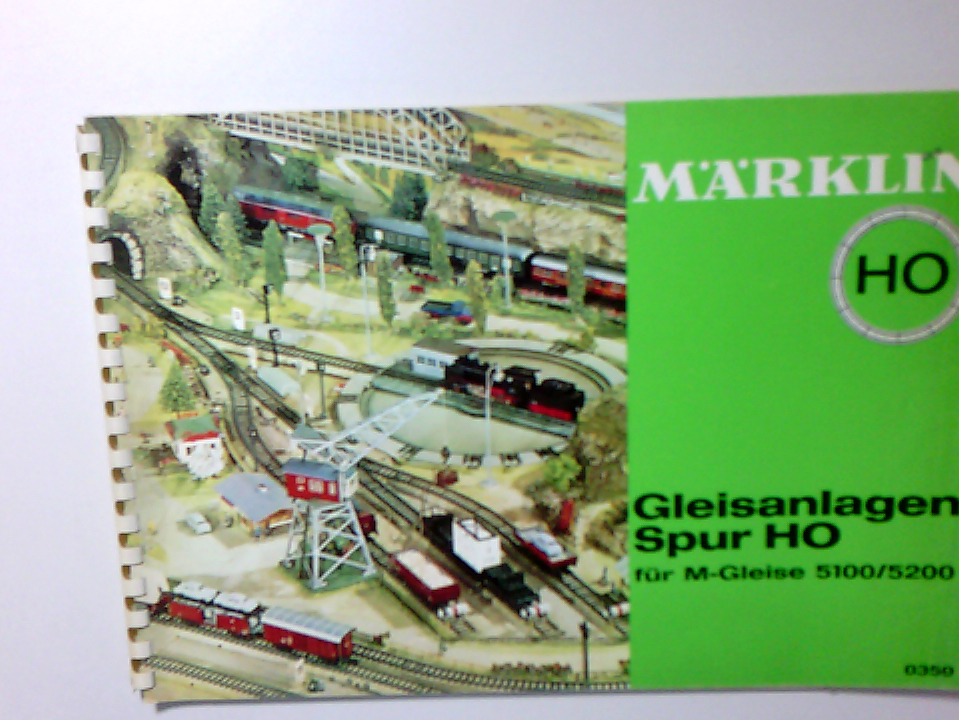 MÄRKLIN
HO
Gleisanlagen
Spur HO
für M-Gleise 5100/5200
0350